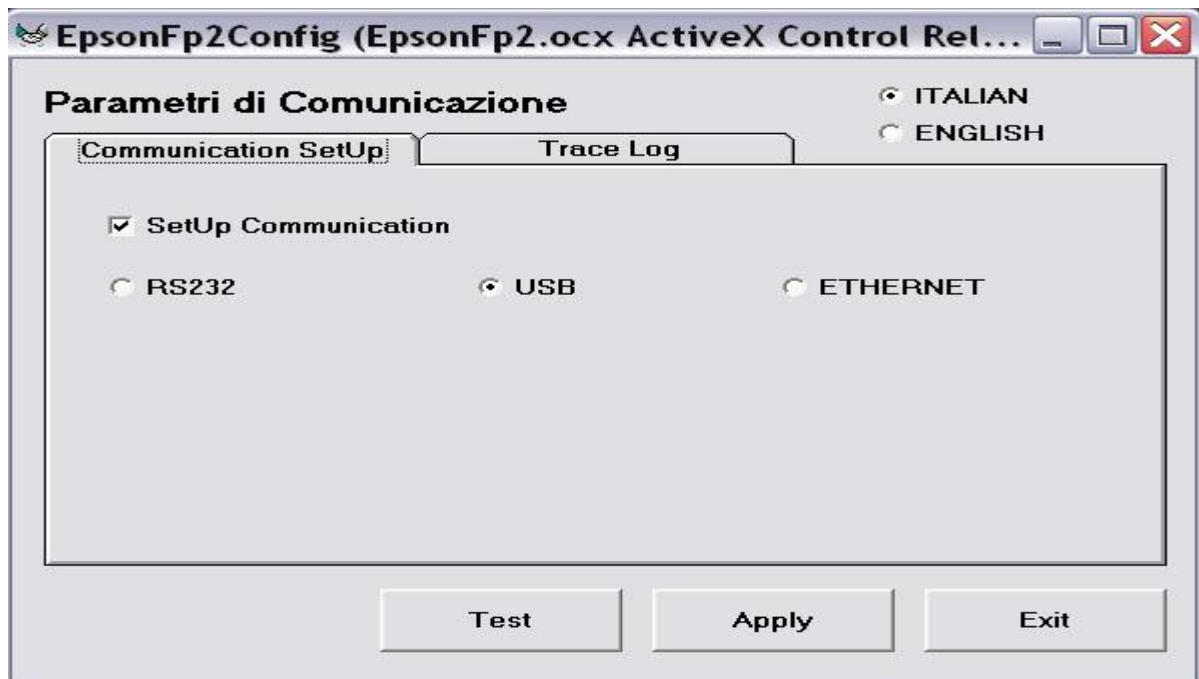 EpsonFp2Config (EpsonFp2.ocx ActiveX Control Rel...
Parametri di Comunicazione
ITALIAN
ENGLISH
Communication SetUp
Trace Log
SetUp Communication
RS232
USB
ETHERNET
Test
Apply
Exit